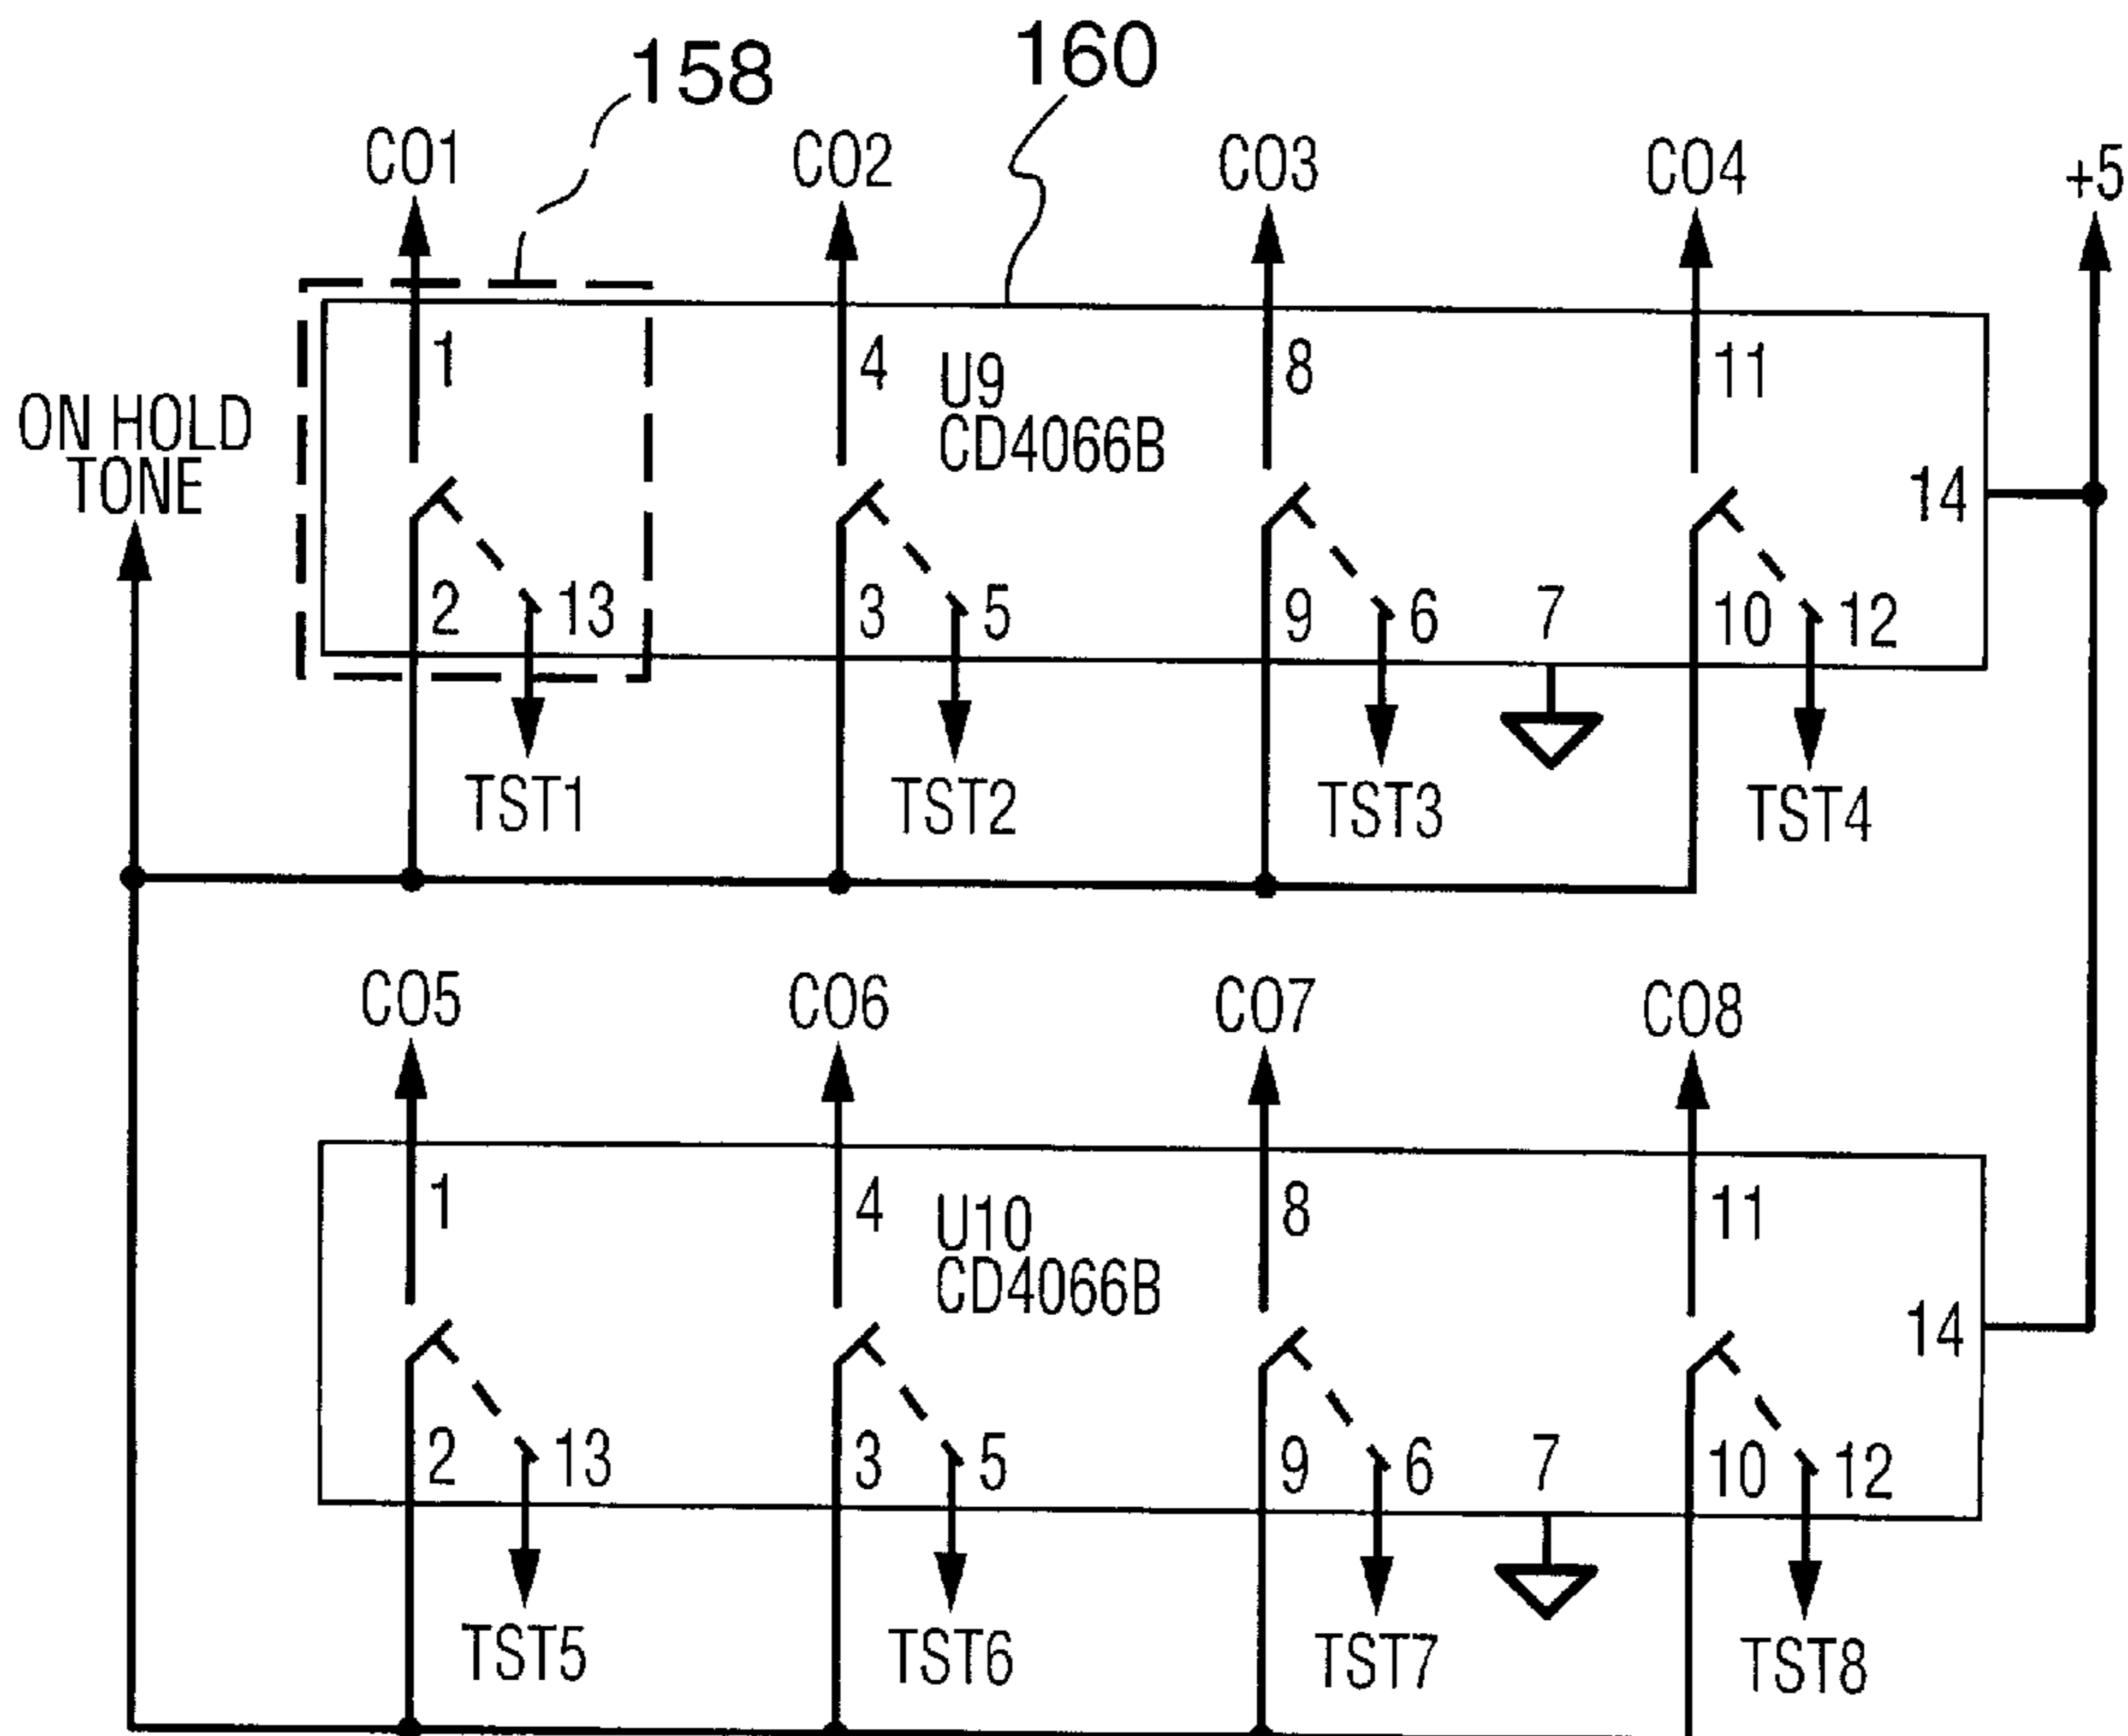 158 160
CO1 CO2 CO3 CO4 +5
1 4 8 11
U9
CD4066B
ON HOLD
TONE
14
2 13 3 5 9 6 7 10 12
TST1 TST2 TST3 TST4
CO5 CO6 CO7 CO8
1 4 8 11
U10
CD4066B
14
2 13 3 5 9 6 7 10 12
TST5 TST6 TST7 TST8